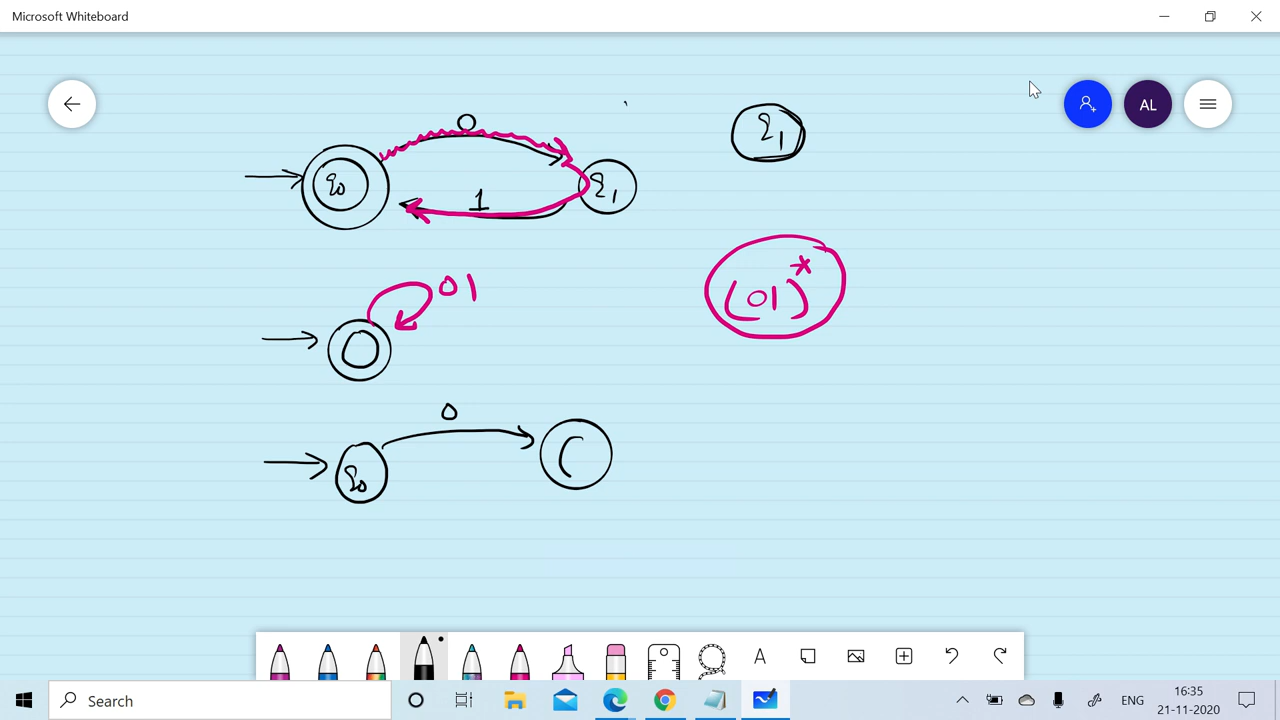 Microsoft Whiteboard
AL
0
q0
q1
1
q1
01
(01)*
0
q0
(
A
Search
ENG
16:35
21-11-2020